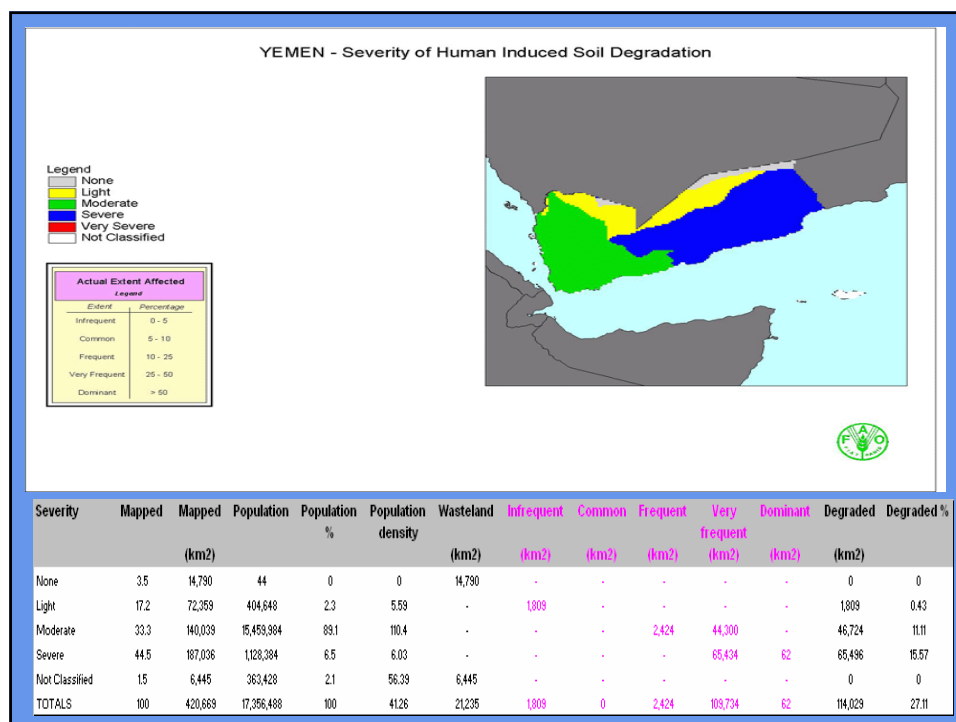 YEMEN - Severity of Human Induced Soil Degradation
Legend
None
Light
Moderate
Severe
Very Severe
Not Classified
Actual Extent Affected
Legend
Extent Percentage
Infrequent 0 - 5
Common 5 - 10
Frequent 10 - 25
Very Frequent 25 - 50
Dominant > 50
F A O
FIAT PANIS
Severity Mapped Mapped Population Population Population Wasteland Infrequent Common Frequent Very Dominant Degraded Degraded %
% density frequent
(km2) (km2) (km2) (km2) (km2) (km2) (km2) (km2)
None 3.5 14,790 44 0 0 14,790 - - - - - 0 0
Light 17.2 72,359 404,648 2.3 5.59 - 1,809 - - - - 1,809 0.43
Moderate 33.3 140,039 15,459,984 89.1 110.4 - - - 2,424 44,300 - 46,724 11.11
Severe 44.5 187,036 1,128,384 6.5 6.03 - - - - 65,434 62 65,496 15.57
Not Classified 1.5 6,445 363,428 2.1 56.39 6,445 - - - - - 0 0
TOTALS 100 420,669 17,356,488 100 41.26 21,235 1,809 0 2,424 109,734 62 114,029 27.11